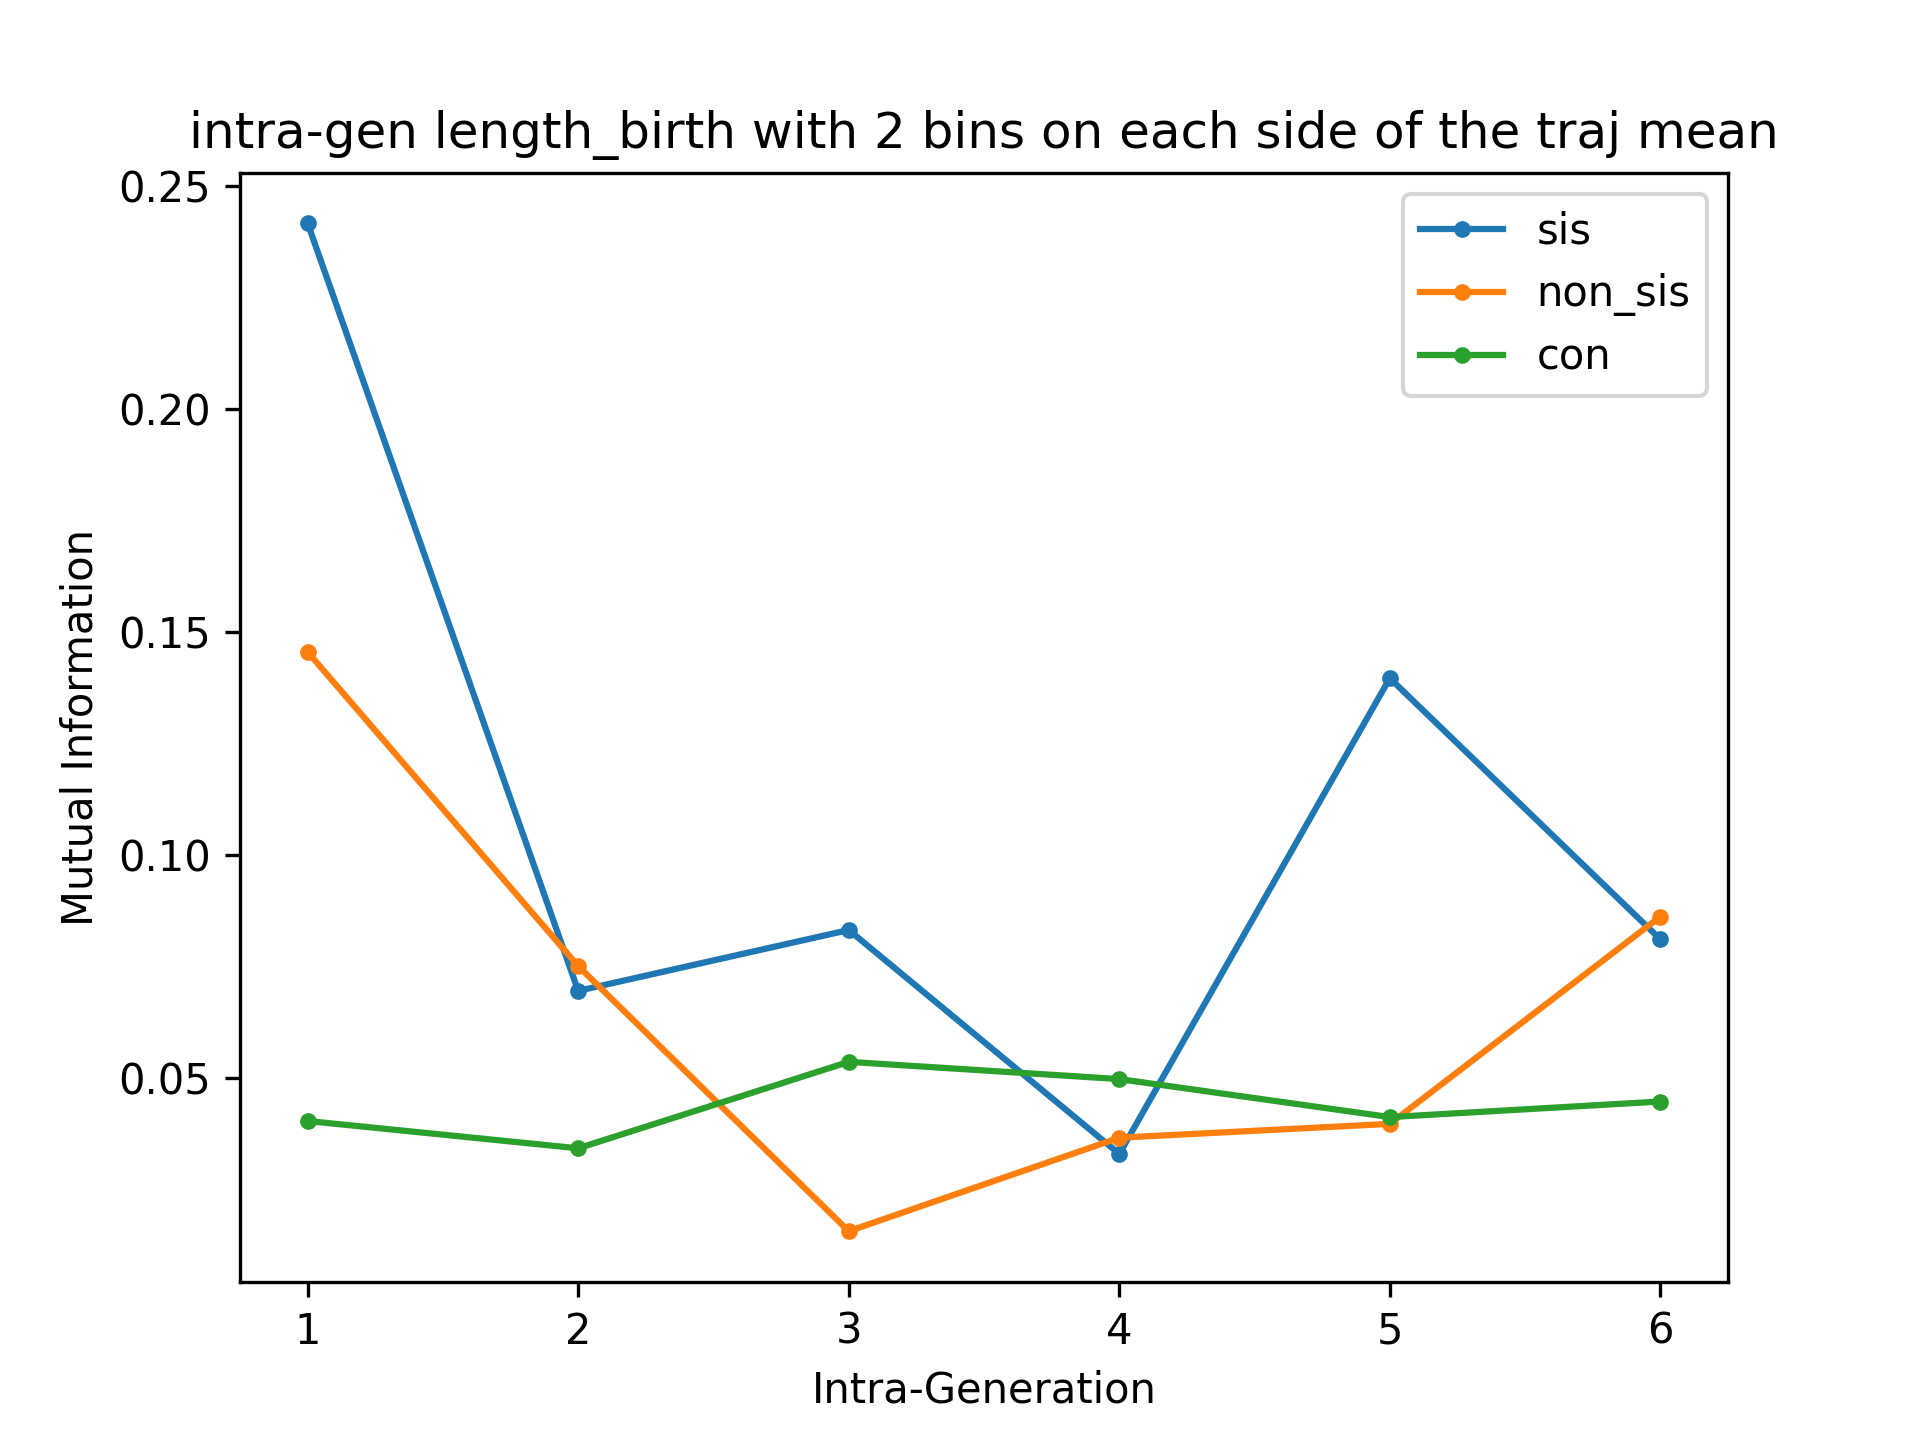 intra-gen length_birth with 2 bins on each side of the traj mean
0.25
0.20
0.15
0.10
0.05
Mutual Information
sis
non_sis
con
1 2 3 4 5 6
Intra-Generation